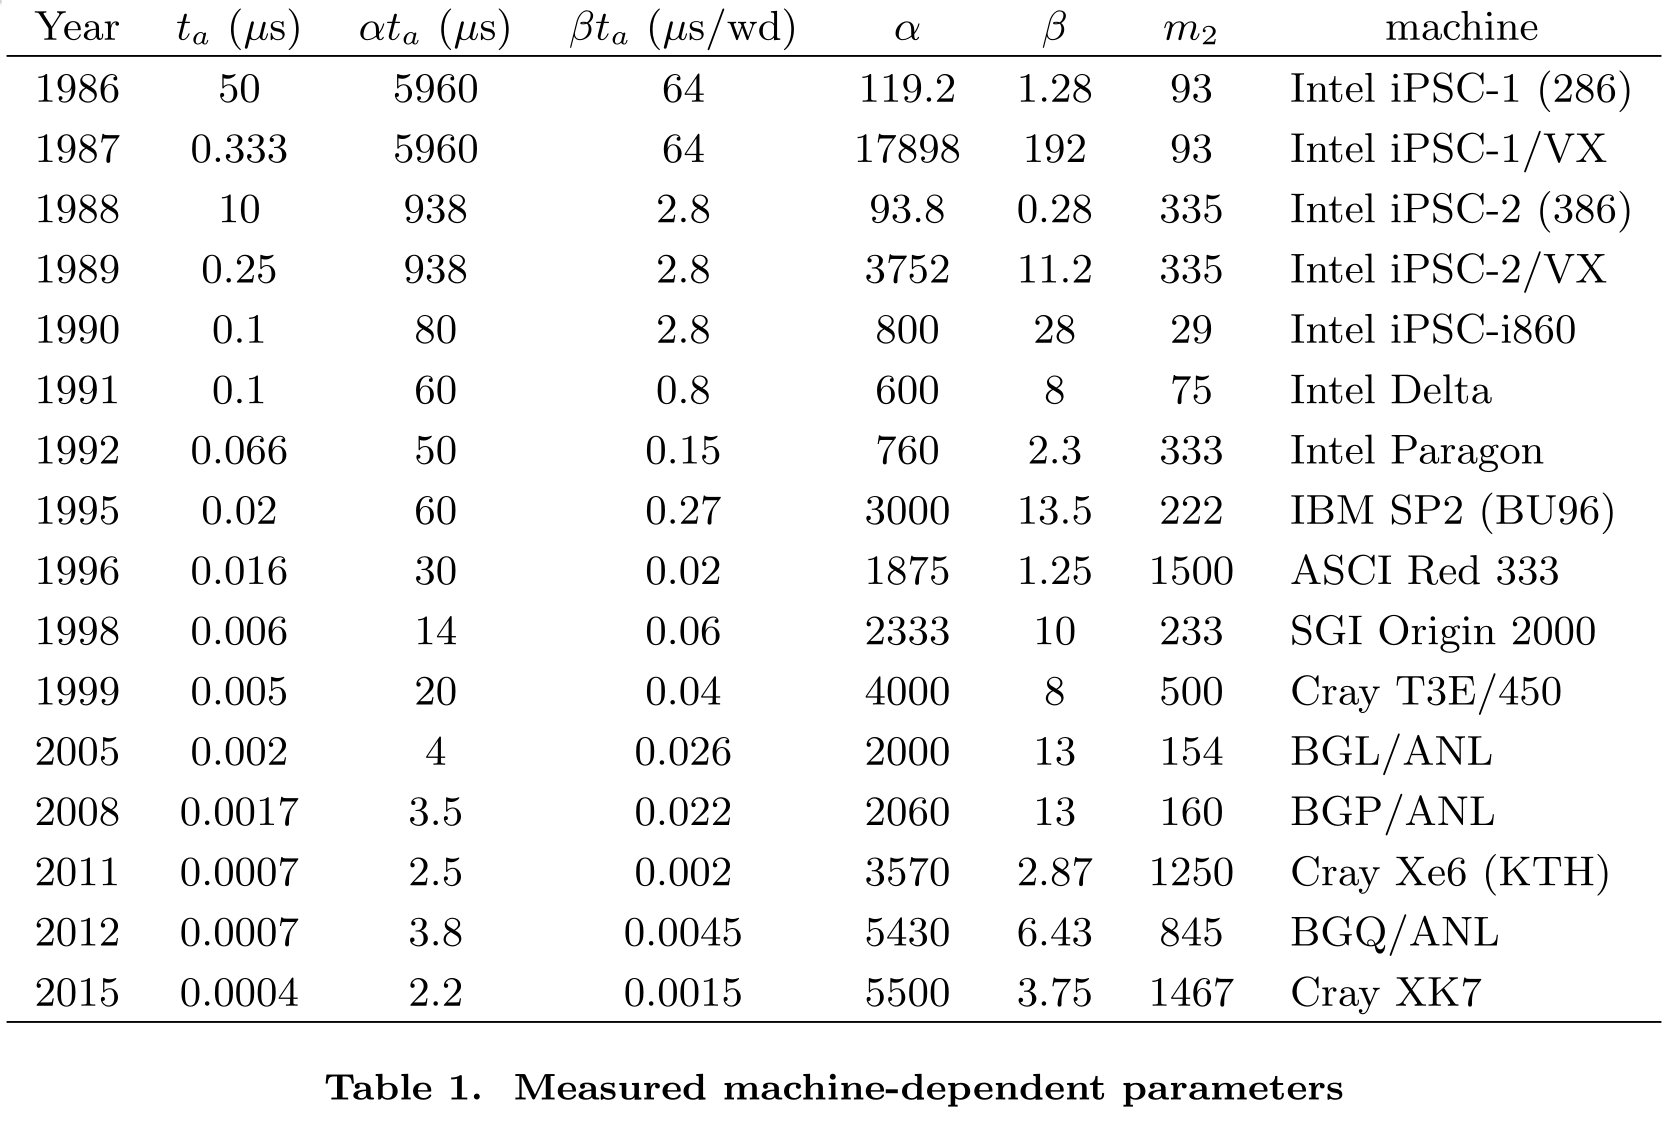 Year tₐ (μs) αtₐ (μs) βtₐ (μs/wd) α β m₂ machine
1986 50 5960 64 119.2 1.28 93 Intel iPSC-1 (286)
1987 0.333 5960 64 17898 192 93 Intel iPSC-1/VX
1988 10 938 2.8 93.8 0.28 335 Intel iPSC-2 (386)
1989 0.25 938 2.8 3752 11.2 335 Intel iPSC-2/VX
1990 0.1 80 2.8 800 28 29 Intel iPSC-i860
1991 0.1 60 0.8 600 8 75 Intel Delta
1992 0.066 50 0.15 760 2.3 333 Intel Paragon
1995 0.02 60 0.27 3000 13.5 222 IBM SP2 (BU96)
1996 0.016 30 0.02 1875 1.25 1500 ASCI Red 333
1998 0.006 14 0.06 2333 10 233 SGI Origin 2000
1999 0.005 20 0.04 4000 8 500 Cray T3E/450
2005 0.002 4 0.026 2000 13 154 BGL/ANL
2008 0.0017 3.5 0.022 2060 13 160 BGP/ANL
2011 0.0007 2.5 0.002 3570 2.87 1250 Cray Xe6 (KTH)
2012 0.0007 3.8 0.0045 5430 6.43 845 BGQ/ANL
2015 0.0004 2.2 0.0015 5500 3.75 1467 Cray XK7
Table 1. Measured machine-dependent parameters